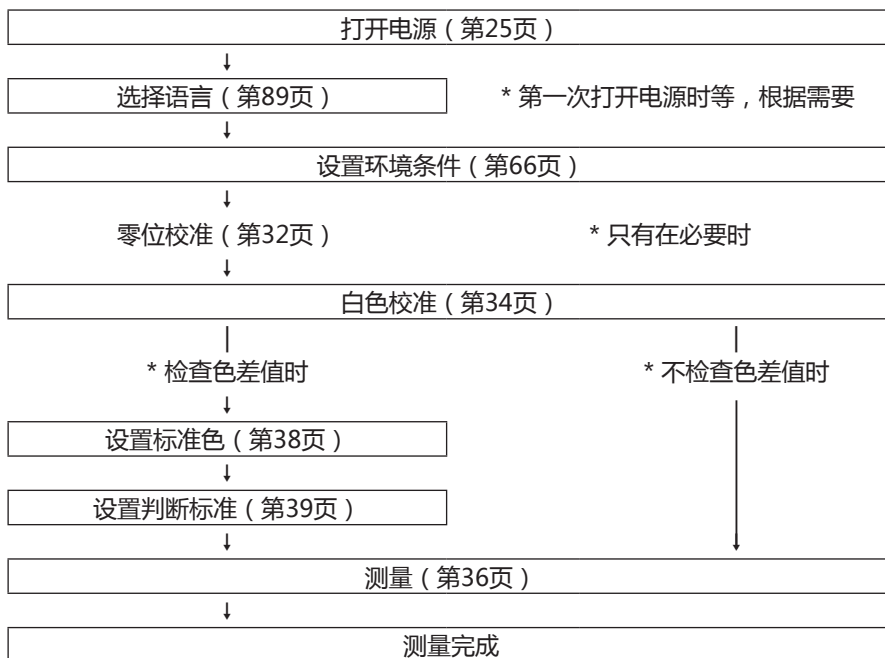 打开电源（第25页）
选择语言（第89页） * 第一次打开电源时等，根据需要
设置环境条件（第66页）
零位校准（第32页） * 只有在必要时
白色校准（第34页）
* 检查色差值时 * 不检查色差值时
设置标准色（第38页）
设置判断标准（第39页）
测量（第36页）
测量完成